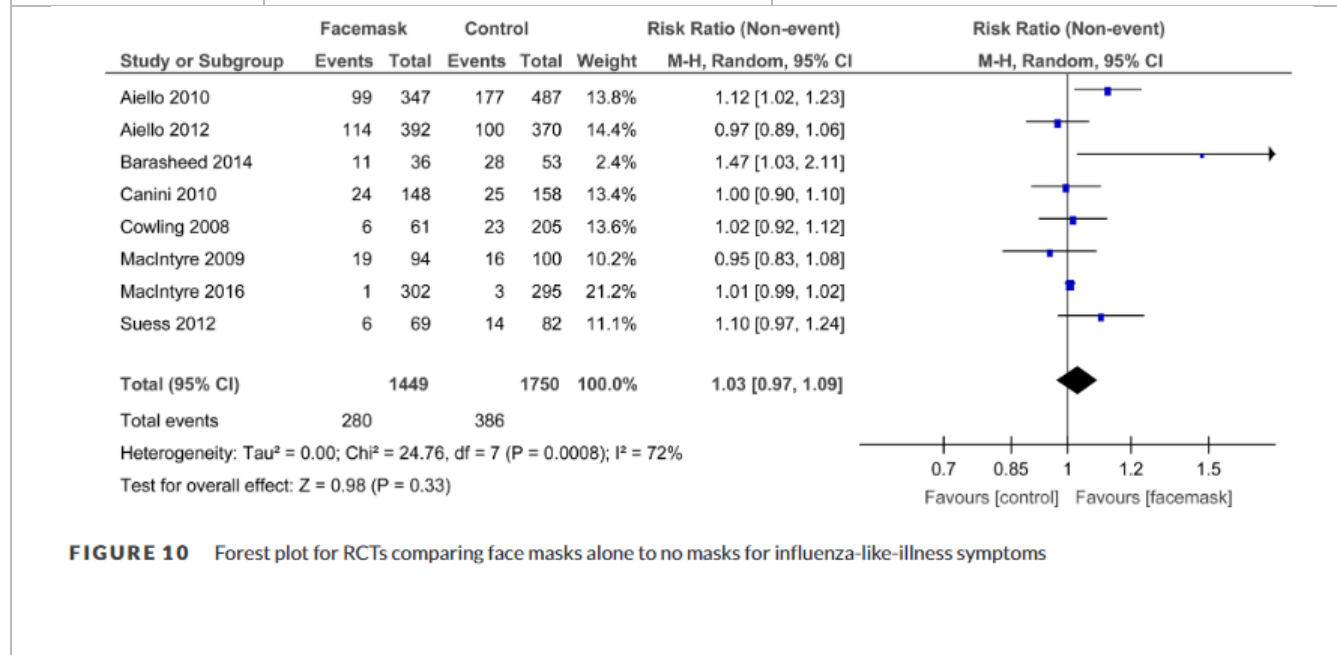 Facemask Control Risk Ratio (Non-event) Risk Ratio (Non-event)
Study or Subgroup Events Total Events Total Weight M-H, Random, 95% CI M-H, Random, 95% CI
Aiello 2010 99 347 177 487 13.8% 1.12 [1.02, 1.23]
Aiello 2012 114 392 100 370 14.4% 0.97 [0.89, 1.06]
Barasheed 2014 11 36 28 53 2.4% 1.47 [1.03, 2.11]
Canini 2010 24 148 25 158 13.4% 1.00 [0.90, 1.10]
Cowling 2008 6 61 23 205 13.6% 1.02 [0.92, 1.12]
MacIntyre 2009 19 94 16 100 10.2% 0.95 [0.83, 1.08]
MacIntyre 2016 1 302 3 295 21.2% 1.01 [0.99, 1.02]
Suess 2012 6 69 14 82 11.1% 1.10 [0.97, 1.24]
Total (95% CI) 1449 1750 100.0% 1.03 [0.97, 1.09]
Total events 280 386
Heterogeneity: Tau² = 0.00; Chi² = 24.76, df = 7 (P = 0.0008); I² = 72%
Test for overall effect: Z = 0.98 (P = 0.33)
0.7 0.85 1 1.2 1.5
Favours [control] Favours [facemask]
FIGURE 10 Forest plot for RCTs comparing face masks alone to no masks for influenza-like-illness symptoms